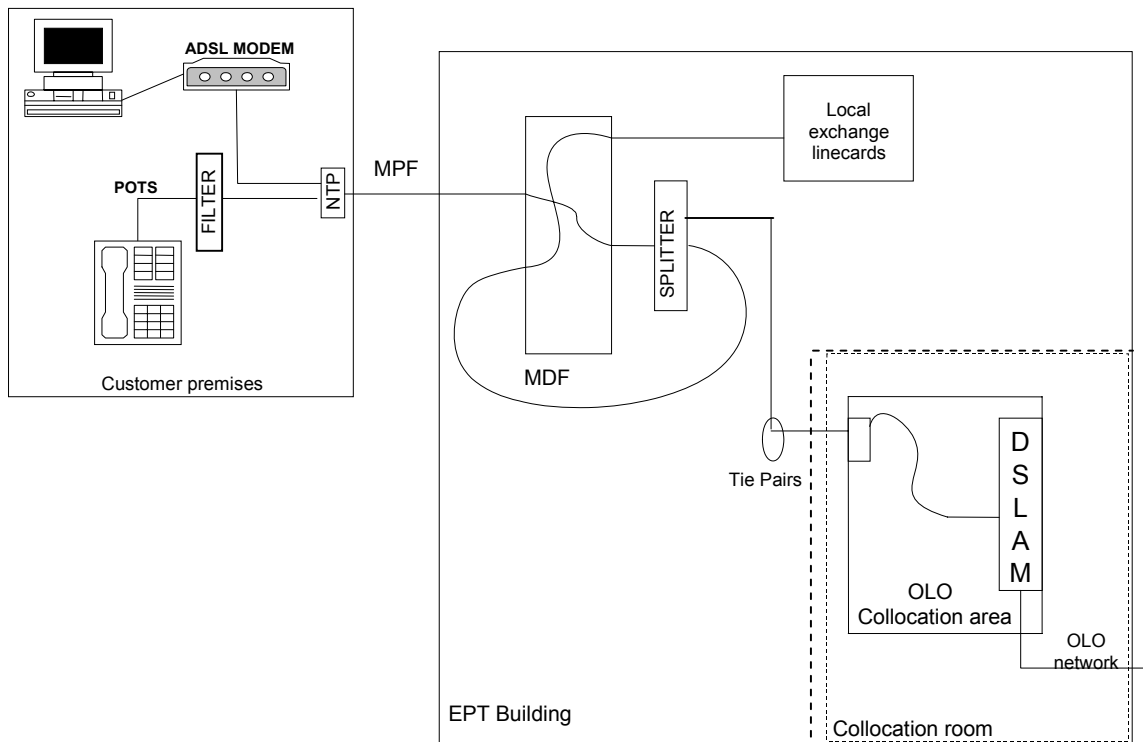 ADSL MODEM
POTS
FILTER
NTP
Customer premises
MPF
MDF
SPLITTER
Local
exchange
linecards
Tie Pairs
D
S
L
A
M
OLO
Collocation area
OLO
network
EPT Building
Collocation room